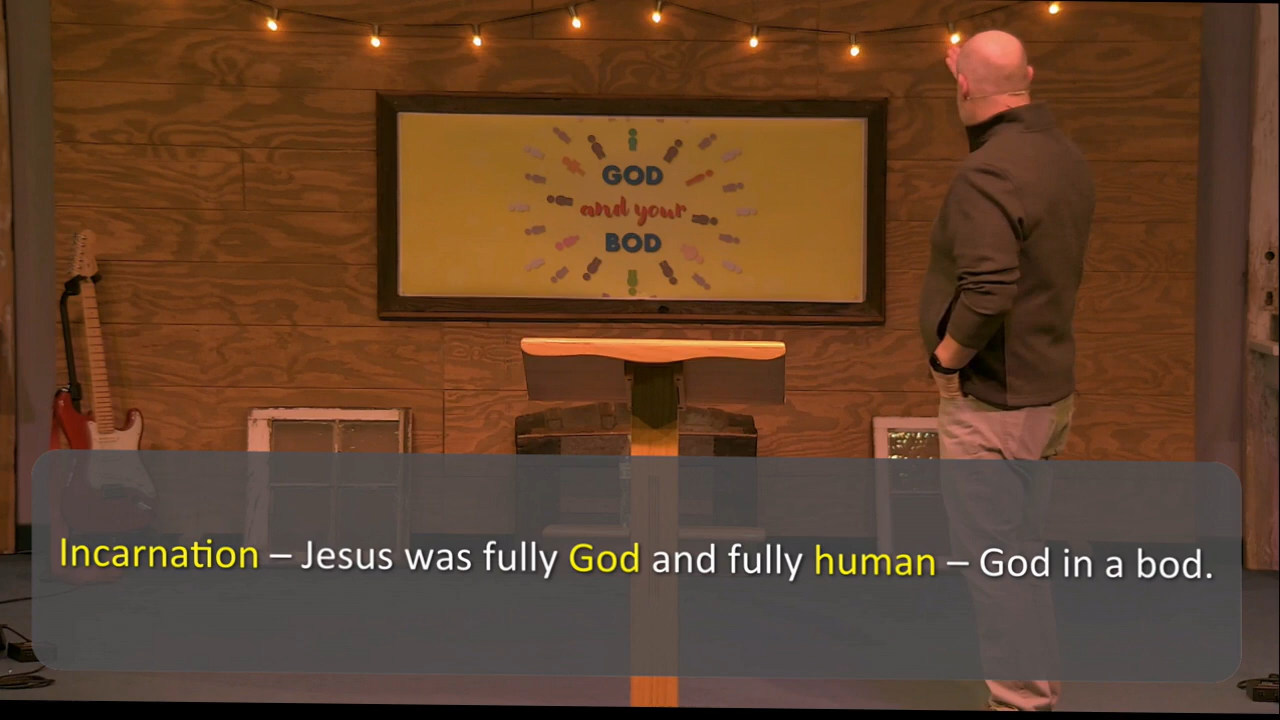 GOD
and your
BOD
Incarnation – Jesus was fully God and fully human – God in a bod.